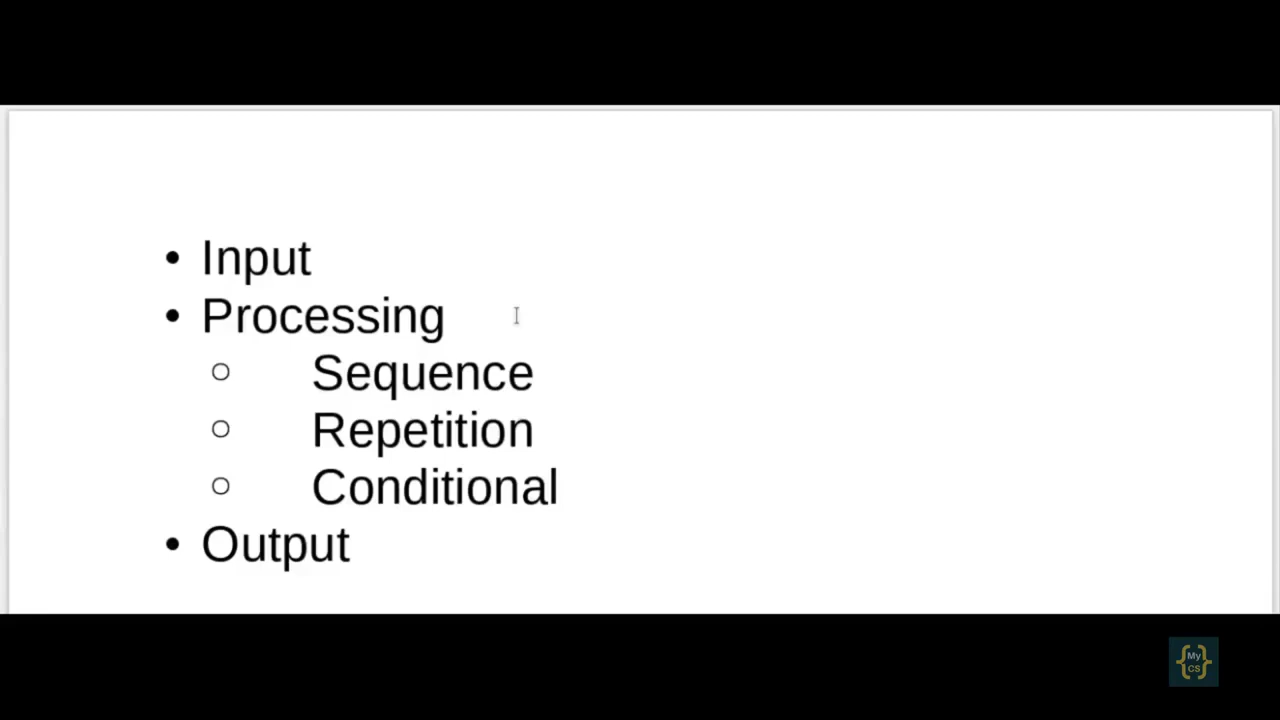 • Input
• Processing
○ Sequence
○ Repetition
○ Conditional
• Output
{My CS}